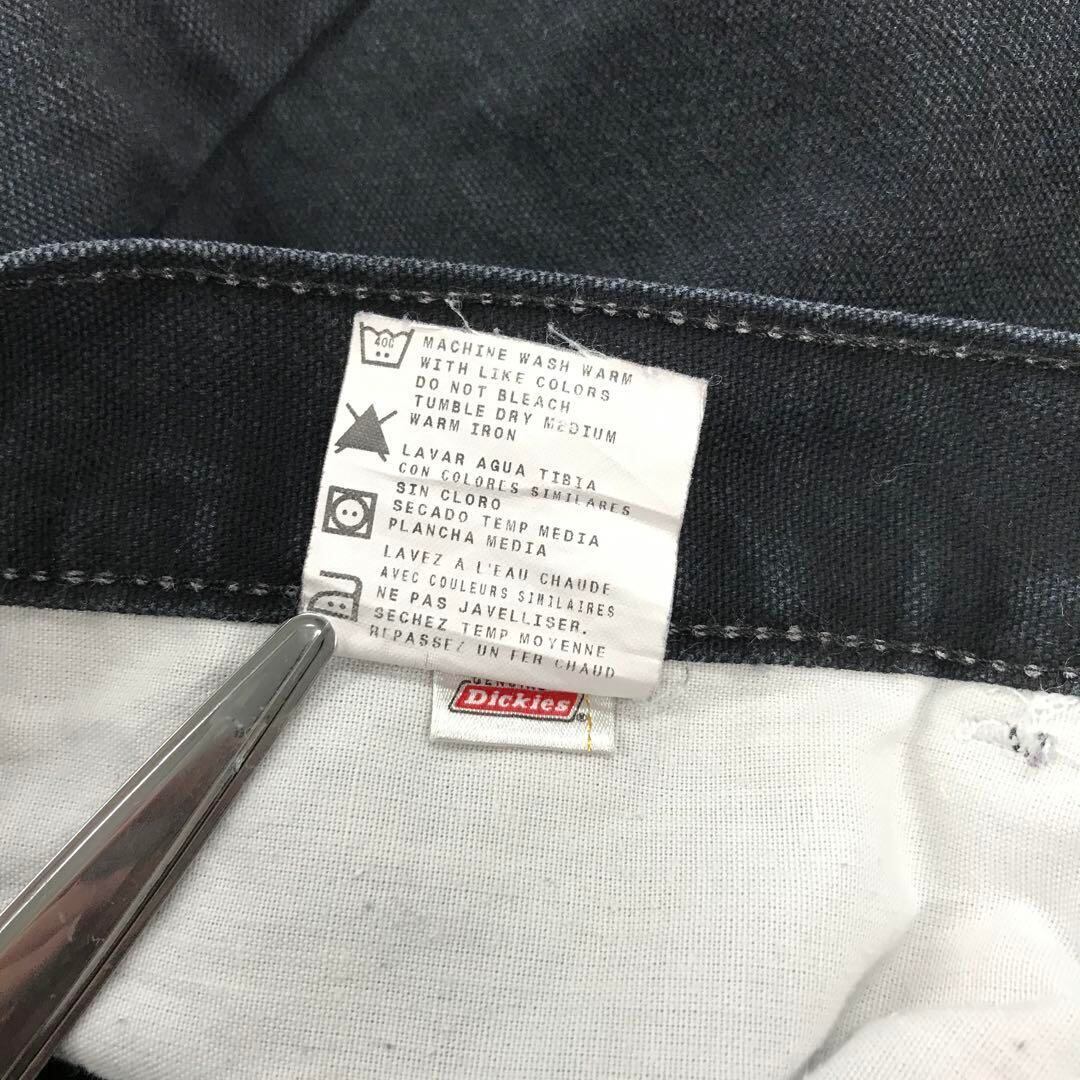 40C
MACHINE WASH WARM
WITH LIKE COLORS
DO NOT BLEACH
TUMBLE DRY MEDIUM
WARM IRON
LAVAR AGUA TIBIA
CON COLORES SIMILARES
SIN CLORO
SECADO TEMP MEDIA
PLANCHA MEDIA
LAVEZ A L'EAU CHAUDE
AVEC COULEURS SIMILAIRES
NE PAS JAVELLISER.
SECHEZ TEMP MOYENNE
REPASSEZ UN FER CHAUD
GENUINE
Dickies®